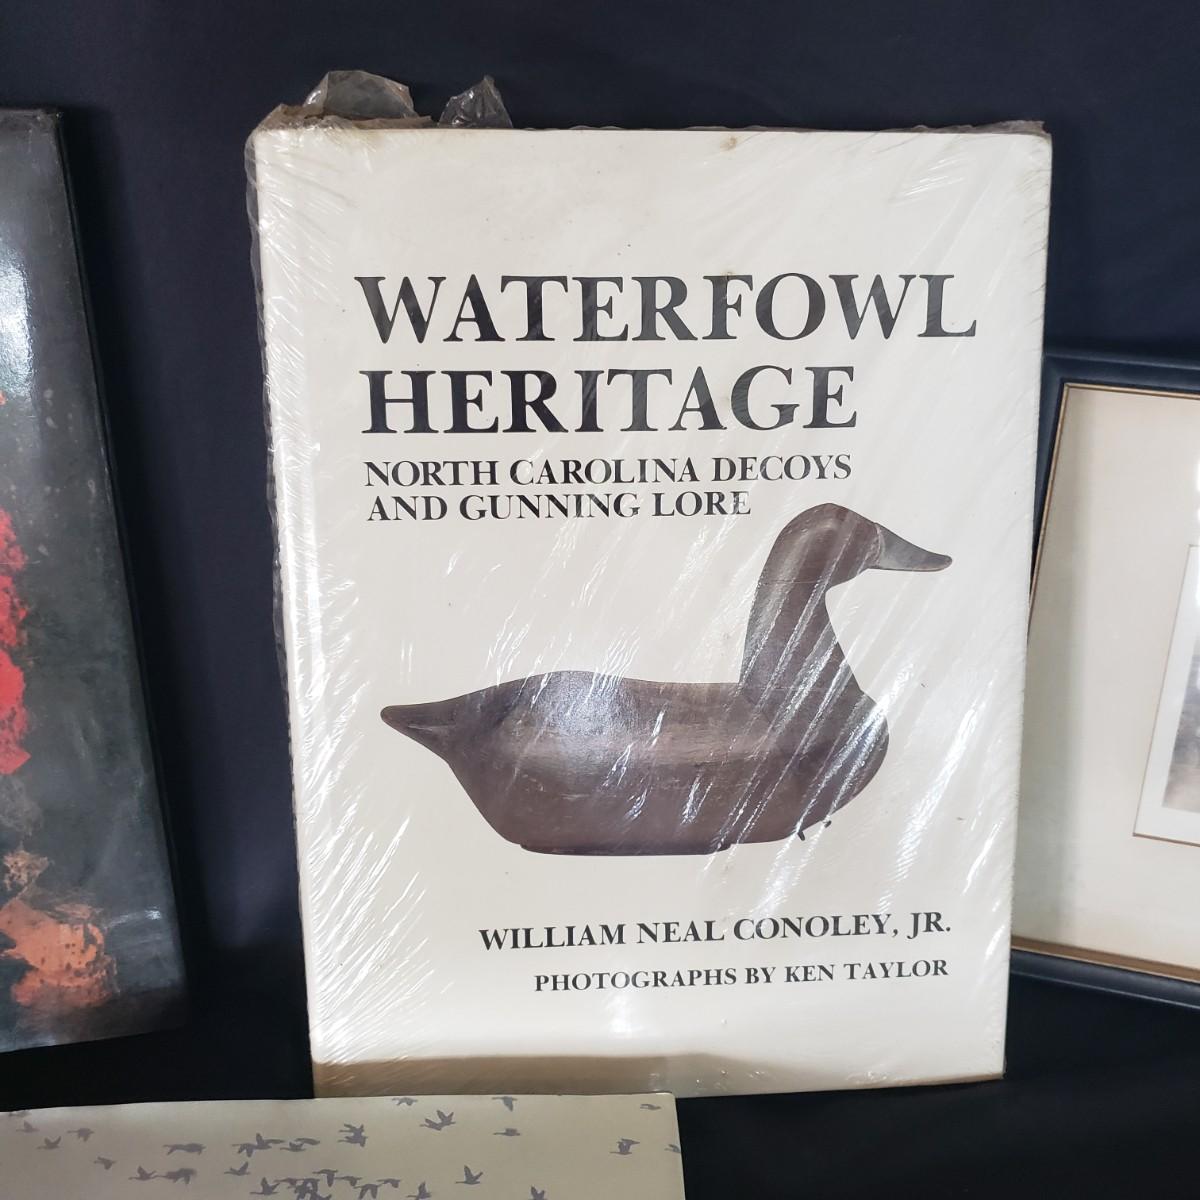 WATERFOWL
HERITAGE
NORTH CAROLINA DECOYS
AND GUNNING LORE
WILLIAM NEAL CONOLEY, JR.
PHOTOGRAPHS BY KEN TAYLOR